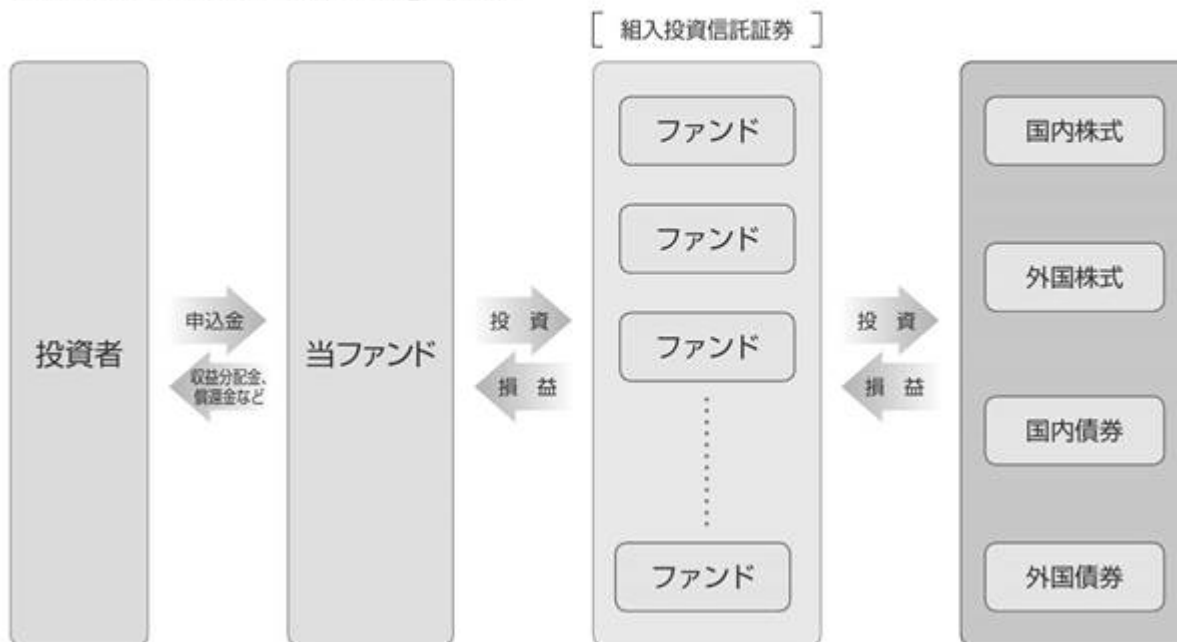 [ 組入投資信託証券 ]
投資者
申込金
収益分配金、
償還金など
当ファンド
投 資
損 益
ファンド
ファンド
ファンド
ファンド
投 資
損 益
国内株式
外国株式
国内債券
外国債券